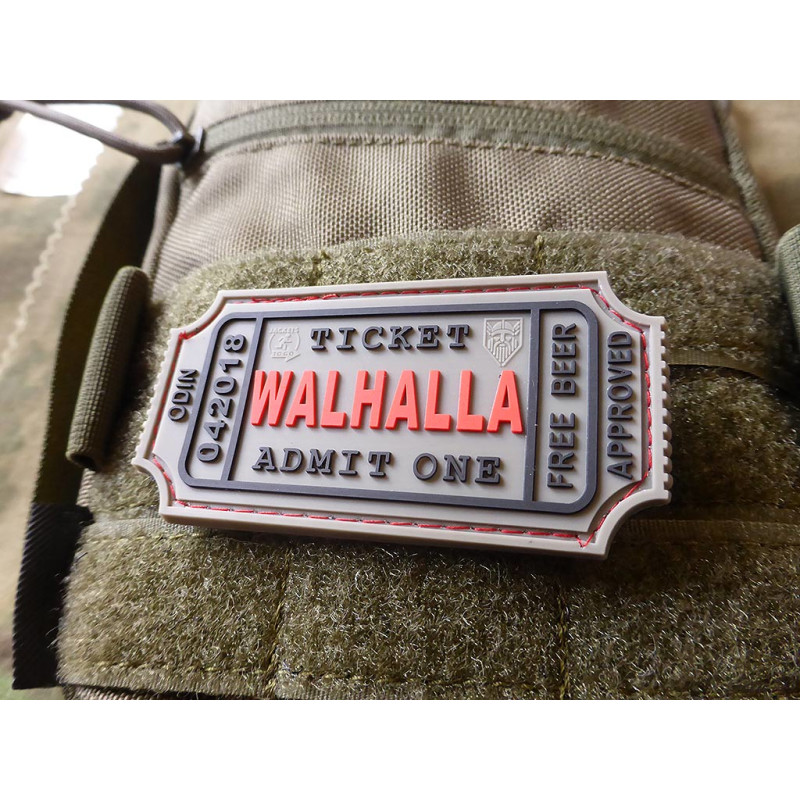 ODIN
042018
TICKET
WALHALLA
ADMIT ONE
FREE BEER
APPROVED